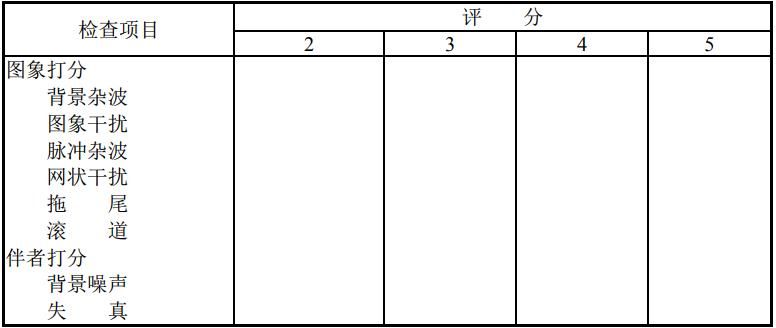 检查项目
评 分
2 3 4 5
图象打分
背景杂波
图象干扰
脉冲杂波
网状干扰
拖 尾
滚 道
伴者打分
背景噪声
失 真